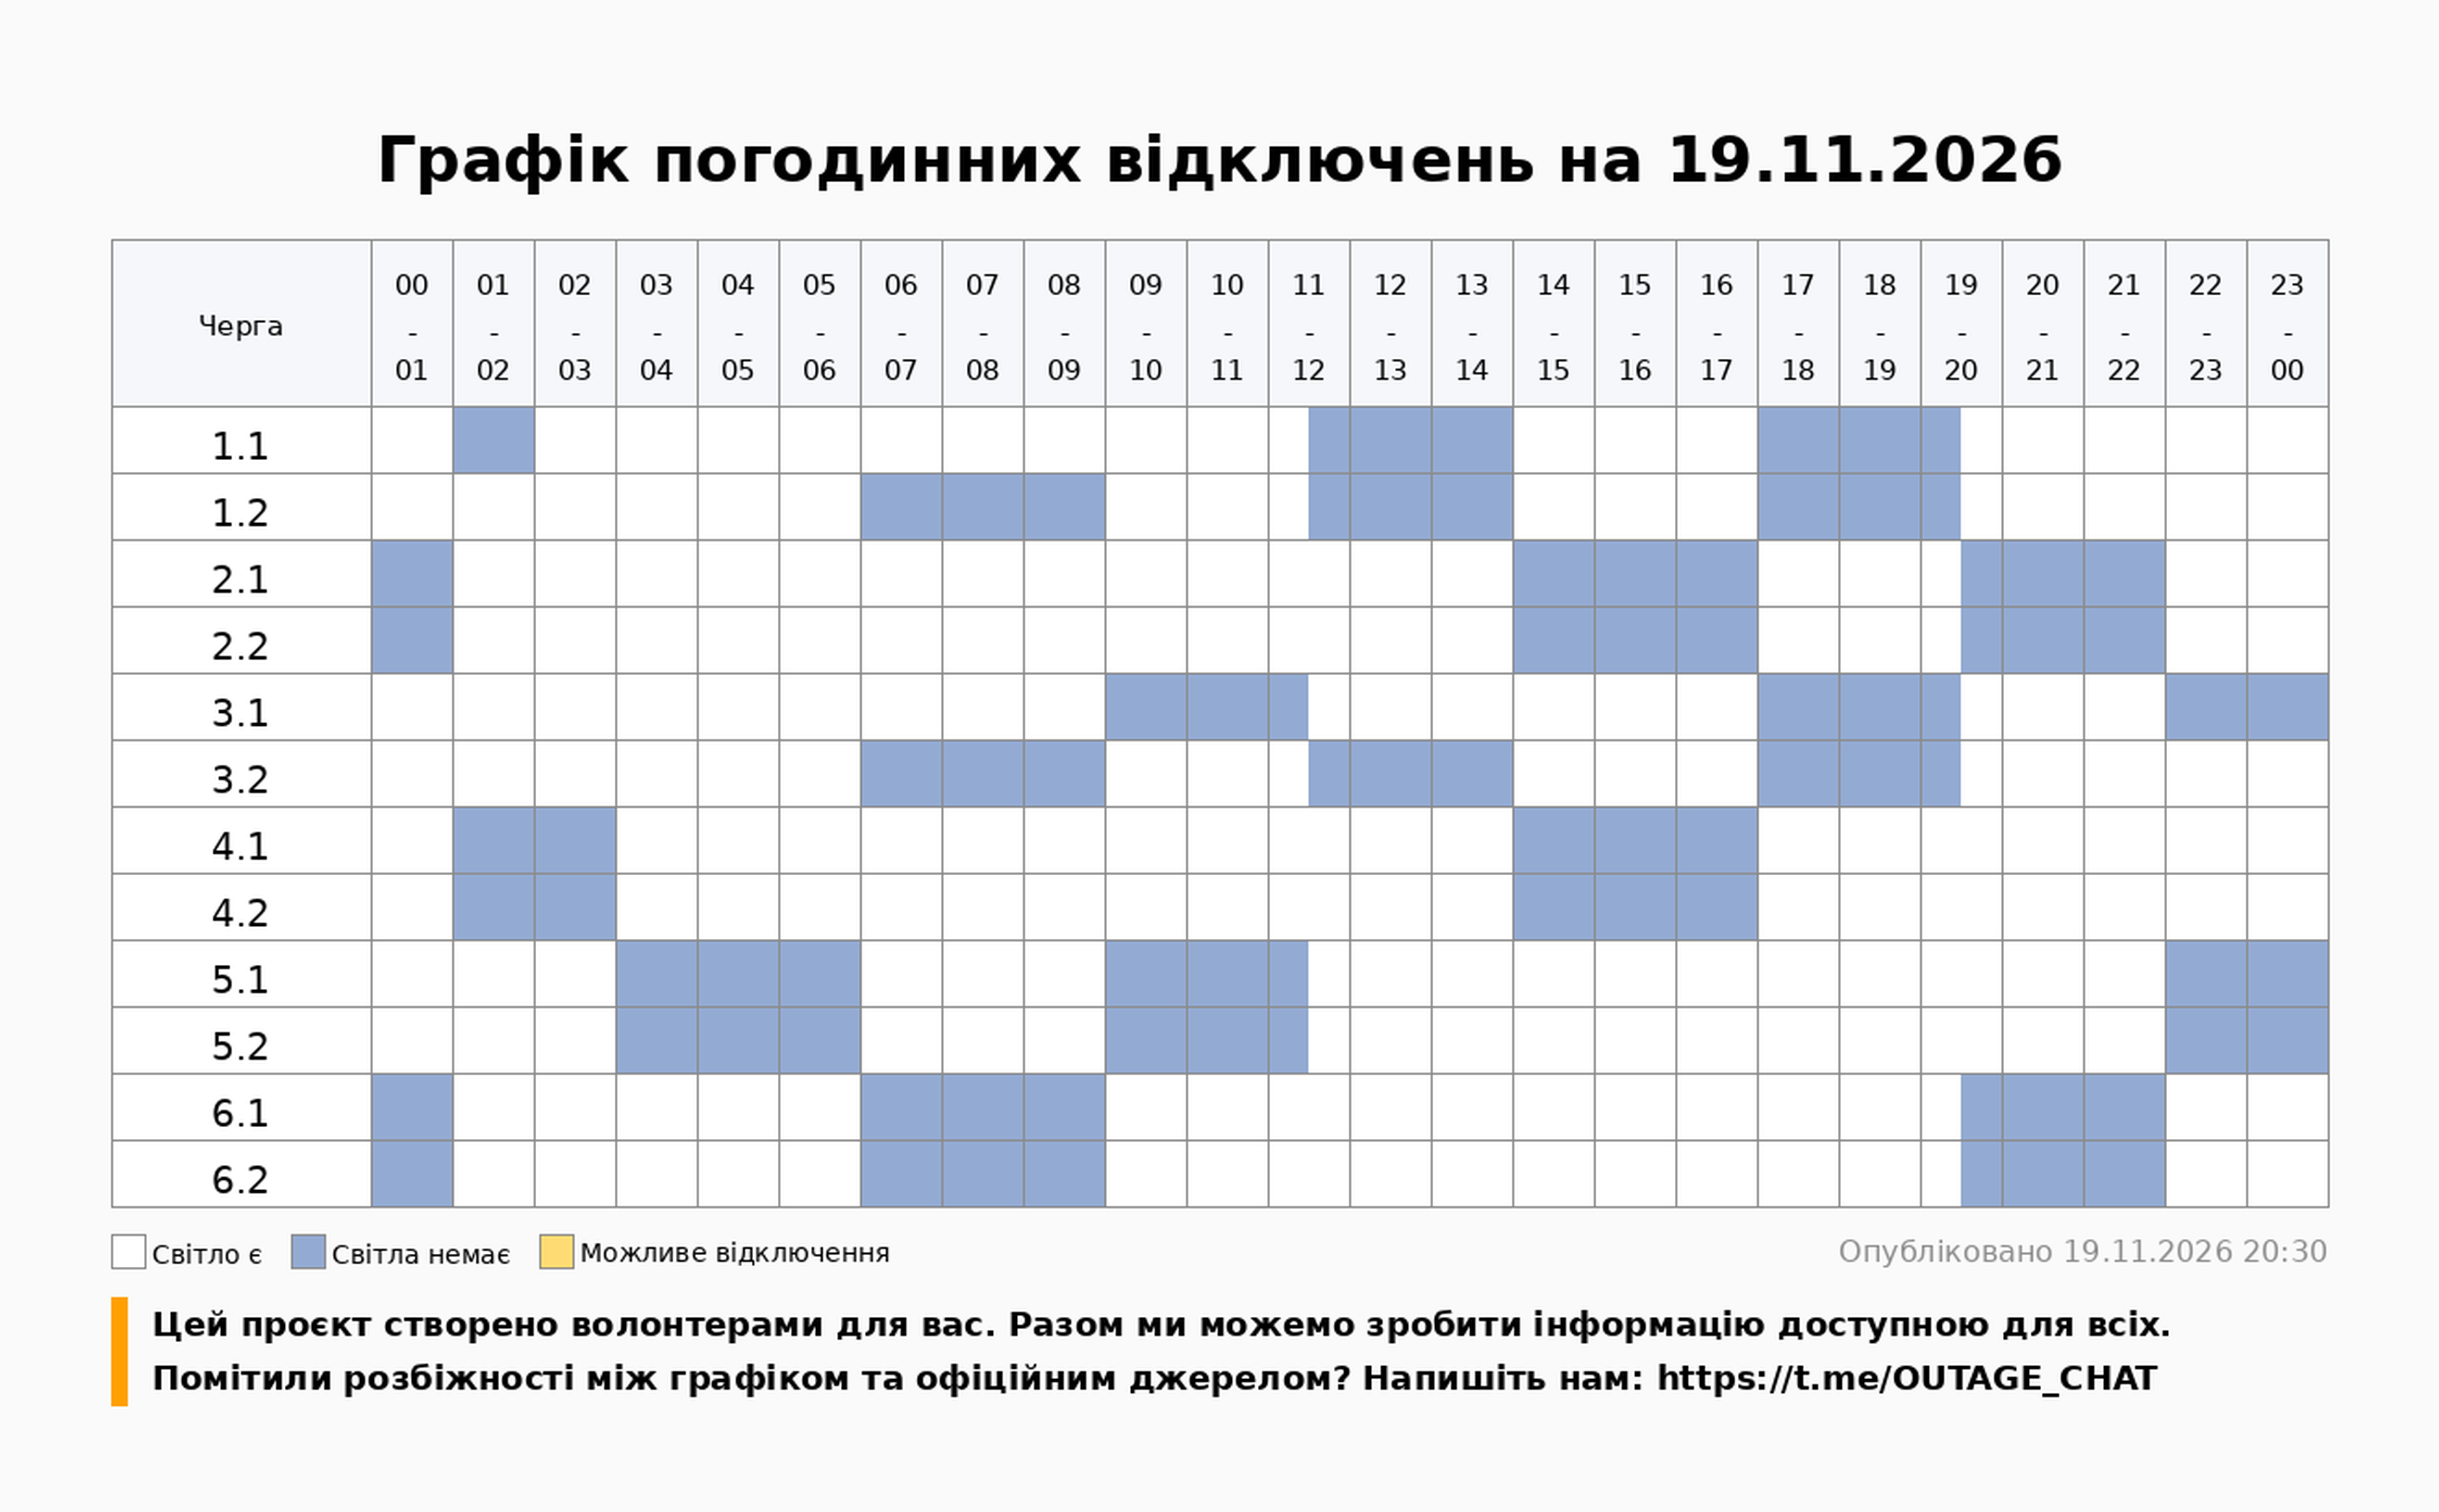 Графік погодинних відключень на 19.11.2026
Черга 00 - 01 01 - 02 02 - 03 03 - 04 04 - 05 05 - 06 06 - 07 07 - 08 08 - 09 09 - 10 10 - 11 11 - 12 12 - 13 13 - 14 14 - 15 15 - 16 16 - 17 17 - 18 18 - 19 19 - 20 20 - 21 21 - 22 22 - 23 23 - 00
1.1
1.2
2.1
2.2
3.1
3.2
4.1
4.2
5.1
5.2
6.1
6.2
Світло є Світла немає Можливе відключення Опубліковано 19.11.2026 20:30
Цей проєкт створено волонтерами для вас. Разом ми можемо зробити інформацію доступною для всіх.
Помітили розбіжності між графіком та офіційним джерелом? Напишіть нам: https://t.me/OUTAGE_CHAT